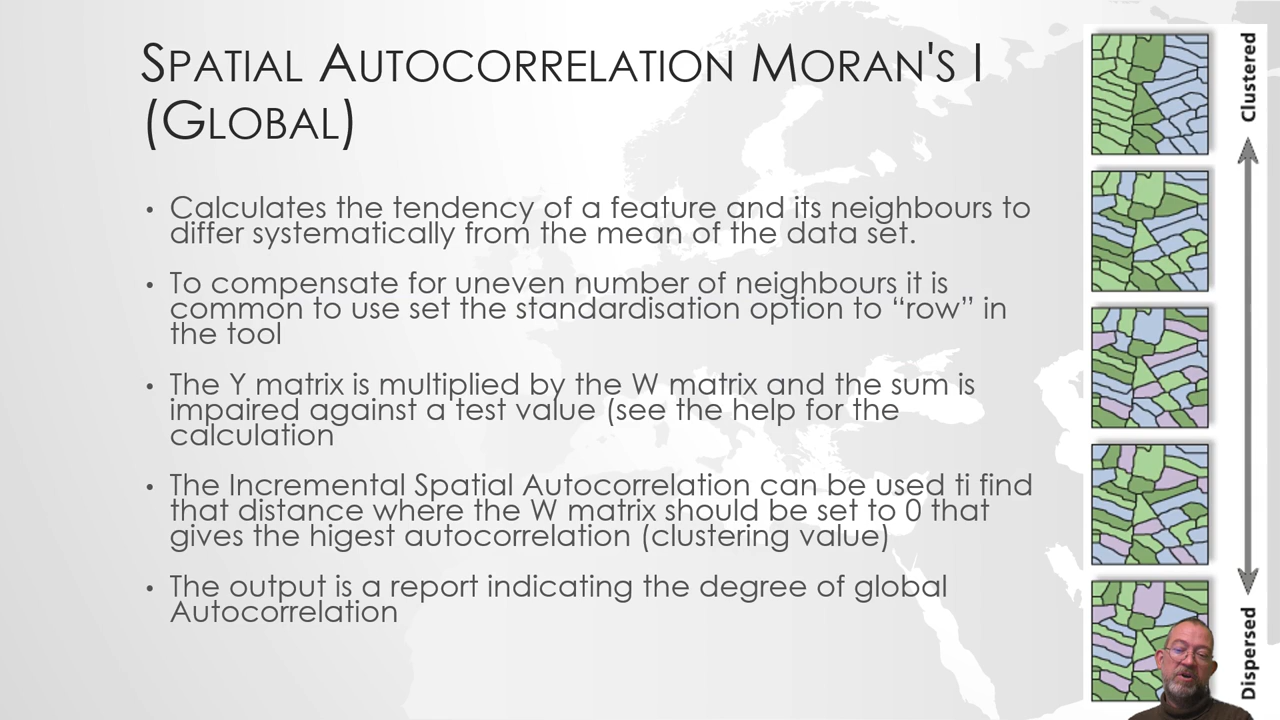 Spatial Autocorrelation Moran's I
(Global)
• Calculates the tendency of a feature and its neighbours to
differ systematically from the mean of the data set.
• To compensate for uneven number of neighbours it is
common to use set the standardisation option to “row” in
the tool
• The Y matrix is multiplied by the W matrix and the sum is
impaired against a test value (see the help for the
calculation
• The Incremental Spatial Autocorrelation can be used ti find
that distance where the W matrix should be set to 0 that
gives the higest autocorrelation (clustering value)
• The output is a report indicating the degree of global
Autocorrelation
Clustered
Dispersed